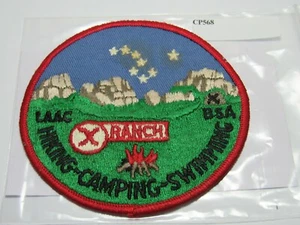 CP568
LAAC
BSA
X RANCH
HIKING-CAMPING-SWIMMING